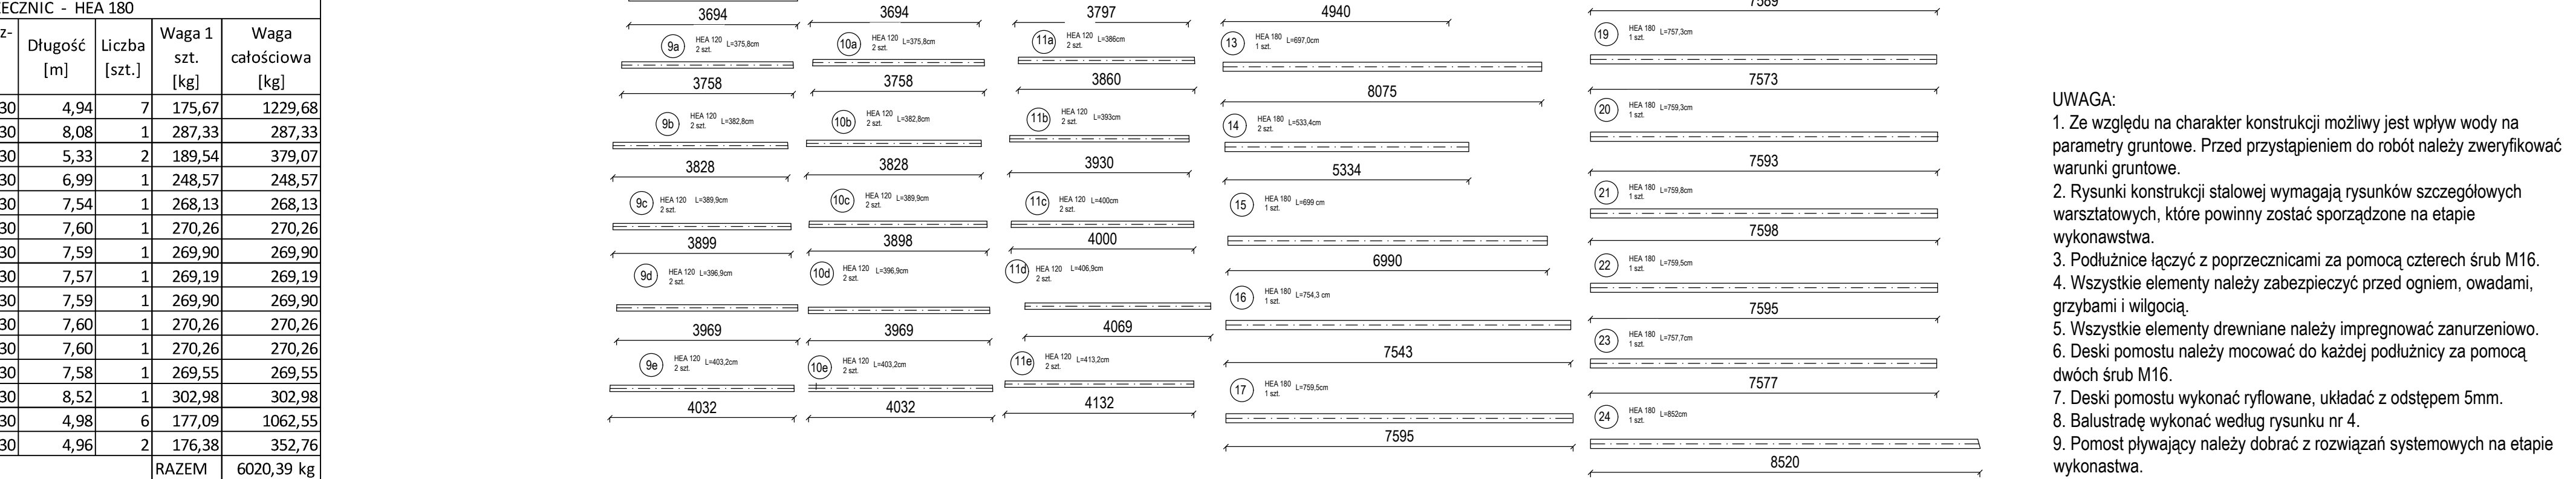 ECZNIC - HEA 180
z- Długość [m] Liczba [szt.] Waga 1 szt. [kg] Waga całościowa [kg]
30 4,94 7 175,67 1229,68
30 8,08 1 287,33 287,33
30 5,33 2 189,54 379,07
30 6,99 1 248,57 248,57
30 7,54 1 268,13 268,13
30 7,60 1 270,26 270,26
30 7,59 1 269,90 269,90
30 7,57 1 269,19 269,19
30 7,59 1 269,90 269,90
30 7,60 1 270,26 270,26
30 7,60 1 270,26 270,26
30 7,58 1 269,55 269,55
30 8,52 1 302,98 302,98
30 4,98 6 177,09 1062,55
30 4,96 2 176,38 352,76
RAZEM 6020,39 kg
3694
9a HEA 120 L=375,8cm
2 szt.
3758
9b HEA 120 L=382,8cm
2 szt.
3828
9c HEA 120 L=389,9cm
2 szt.
3899
9d HEA 120 L=396,9cm
2 szt.
3969
9e HEA 120 L=403,2cm
2 szt.
4032
3694
10a HEA 120 L=375,8cm
2 szt.
3758
10b HEA 120 L=382,8cm
2 szt.
3828
10c HEA 120 L=389,9cm
2 szt.
3898
10d HEA 120 L=396,9cm
2 szt.
3969
10e HEA 120 L=403,2cm
2 szt.
4032
3797
11a HEA 120 L=386cm
2 szt.
3860
11b HEA 120 L=393cm
2 szt.
3930
11c HEA 120 L=400cm
2 szt.
4000
11d HEA 120 L=406,9cm
2 szt.
4069
11e HEA 120 L=413,2cm
2 szt.
4132
4940
13 HEA 180 L=697,0cm
1 szt.
8075
14 HEA 180 L=533,4cm
2 szt.
5334
15 HEA 180 L=699 cm
1 szt.
6990
16 HEA 180 L=754,3 cm
1 szt.
7543
17 HEA 180 L=759,5cm
1 szt.
7595
7589
19 HEA 180 L=757,3cm
1 szt.
7573
20 HEA 180 L=759,3cm
1 szt.
7593
21 HEA 180 L=759,8cm
1 szt.
7598
22 HEA 180 L=759,5cm
1 szt.
7595
23 HEA 180 L=757,7cm
1 szt.
7577
24 HEA 180 L=852cm
1 szt.
8520
UWAGA:
1. Ze względu na charakter konstrukcji możliwy jest wpływ wody na
parametry gruntowe. Przed przystąpieniem do robót należy zweryfikować
warunki gruntowe.
2. Rysunki konstrukcji stalowej wymagają rysunków szczegółowych
warsztatowych, które powinny zostać sporządzone na etapie
wykonawstwa.
3. Podłużnice łączyć z poprzecznicami za pomocą czterech śrub M16.
4. Wszystkie elementy należy zabezpieczyć przed ogniem, owadami,
grzybami i wilgocią.
5. Wszystkie elementy drewniane należy impregnować zanurzeniowo.
6. Deski pomostu należy mocować do każdej podłużnicy za pomocą
dwóch śrub M16.
7. Deski pomostu wykonać ryflowane, układać z odstępem 5mm.
8. Balustradę wykonać według rysunku nr 4.
9. Pomost pływający należy dobrać z rozwiązań systemowych na etapie
wykonastwa.